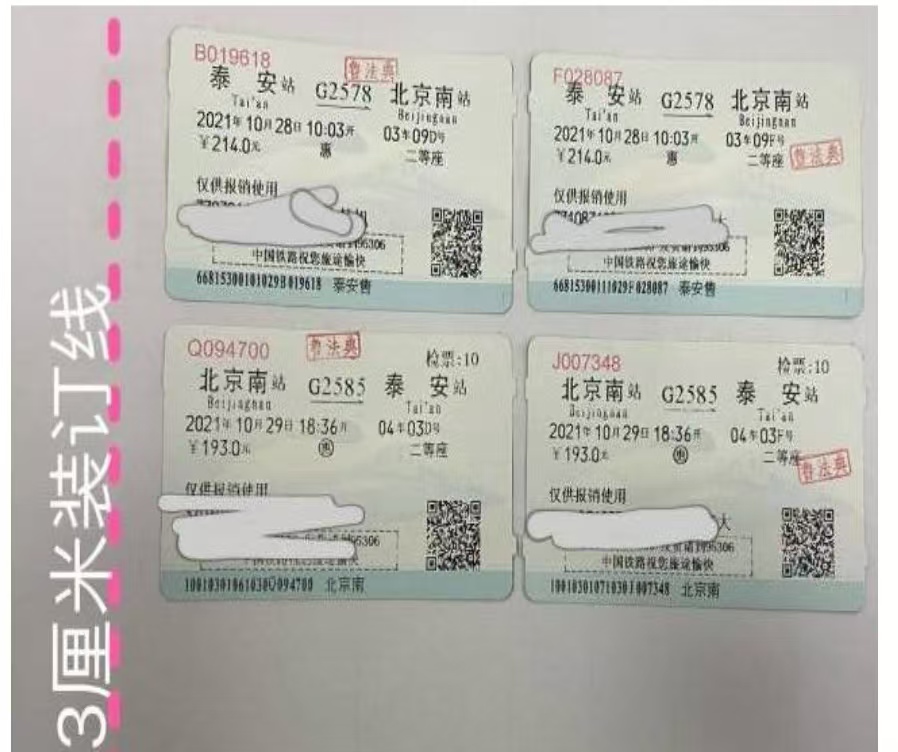 3厘米装订线
B019618
鲁法典
泰 安站 G2578 北京南站
Tai'an Beijingnan
2021年10月28日 10:03开 03车09D号
¥214.0元 惠 二等座
仅供报销使用
中国铁路祝您旅途愉快
66815300101029B019618 泰安售
F028087
泰 安站 G2578 北京南站
Tai'an Beijingnan
2021年10月28日 10:03开 03车09F号
¥214.0元 惠 二等座
鲁法典
仅供报销使用
95306
中国铁路祝您旅途愉快
66815300111029F028087 泰安售
Q094700
鲁法典
检票:10
北京南站 G2585 泰 安站
Beijingnan Tai'an
2021年10月29日 18:36开 04车03D号
¥193.0元 惠 二等座
仅供报销使用
95306
中国铁路祝您旅途愉快
10010301061030Q094700 北京南
J007348
检票:10
北京南站 G2585 泰 安站
Beijingnan Tai'an
2021年10月29日 18:36开 04车03F号
¥193.0元 惠 二等座
鲁法典
仅供报销使用
95306
中国铁路祝您旅途愉快
10010301071030J007348 北京南